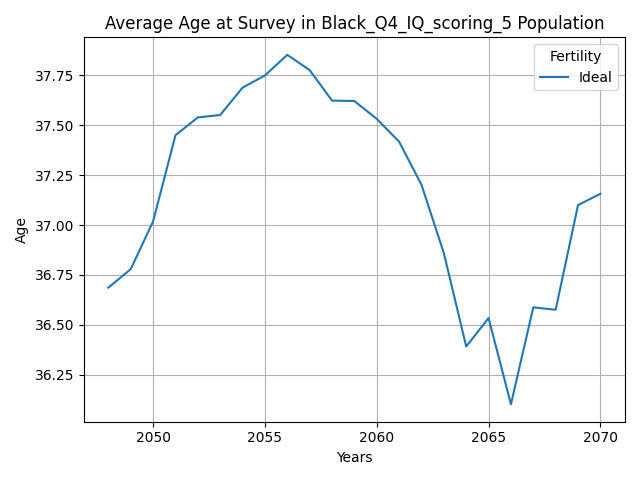 Average Age at Survey in Black_Q4_IQ_scoring_5 Population
Fertility
Ideal
37.75
37.50
37.25
37.00
36.75
36.50
36.25
Age
2050 2055 2060 2065 2070
Years